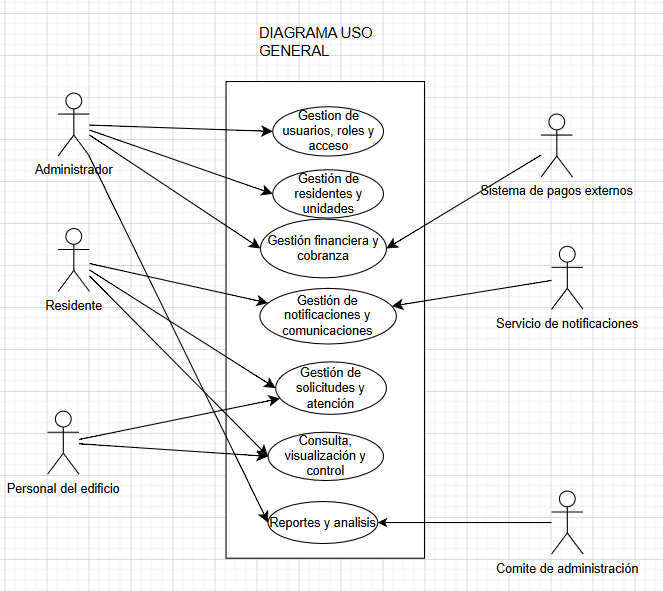 DIAGRAMA USO
GENERAL
Gestion de
usuarios, roles y
acceso
Administrador
Gestión de
residentes y
unidades
Sistema de pagos externos
Gestión financiera y
cobranza
Residente
Gestión de
notificaciones y
comunicaciones
Servicio de notificaciones
Gestión de
solicitudes y
atención
Personal del edificio
Consulta,
visualización y
control
Reportes y analisis
Comite de administración